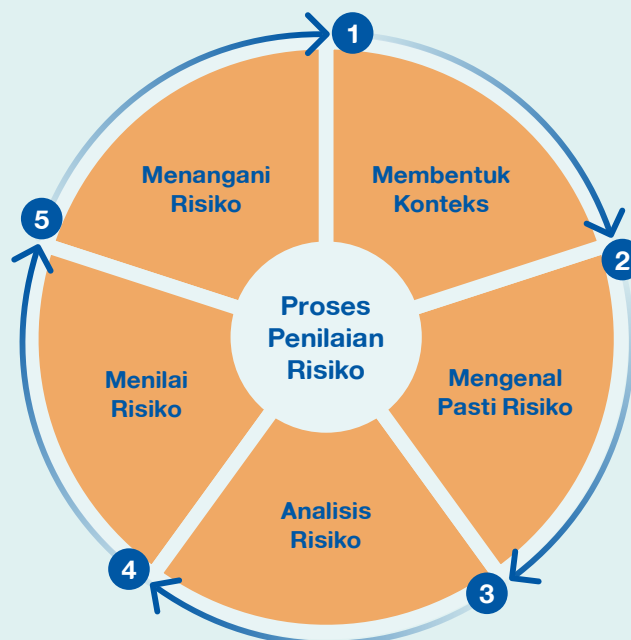 Proses
Penilaian
Risiko
1
Membentuk
Konteks
2
Mengenal
Pasti Risiko
3
Analisis
Risiko
4
Menilai
Risiko
5
Menangani
Risiko